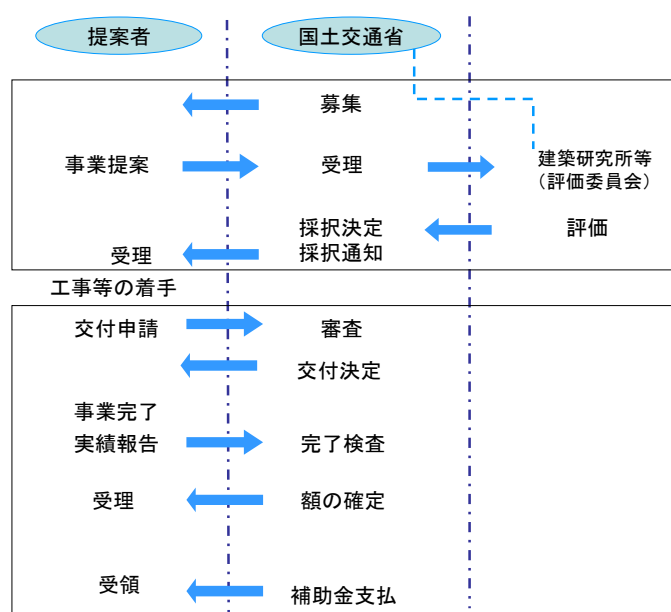 提案者
国土交通省
募集
事業提案
受理
建築研究所等
（評価委員会）
採択決定
評価
受理
採択通知
工事等の着手
交付申請
審査
交付決定
事業完了
実績報告
完了検査
受理
額の確定
受領
補助金支払